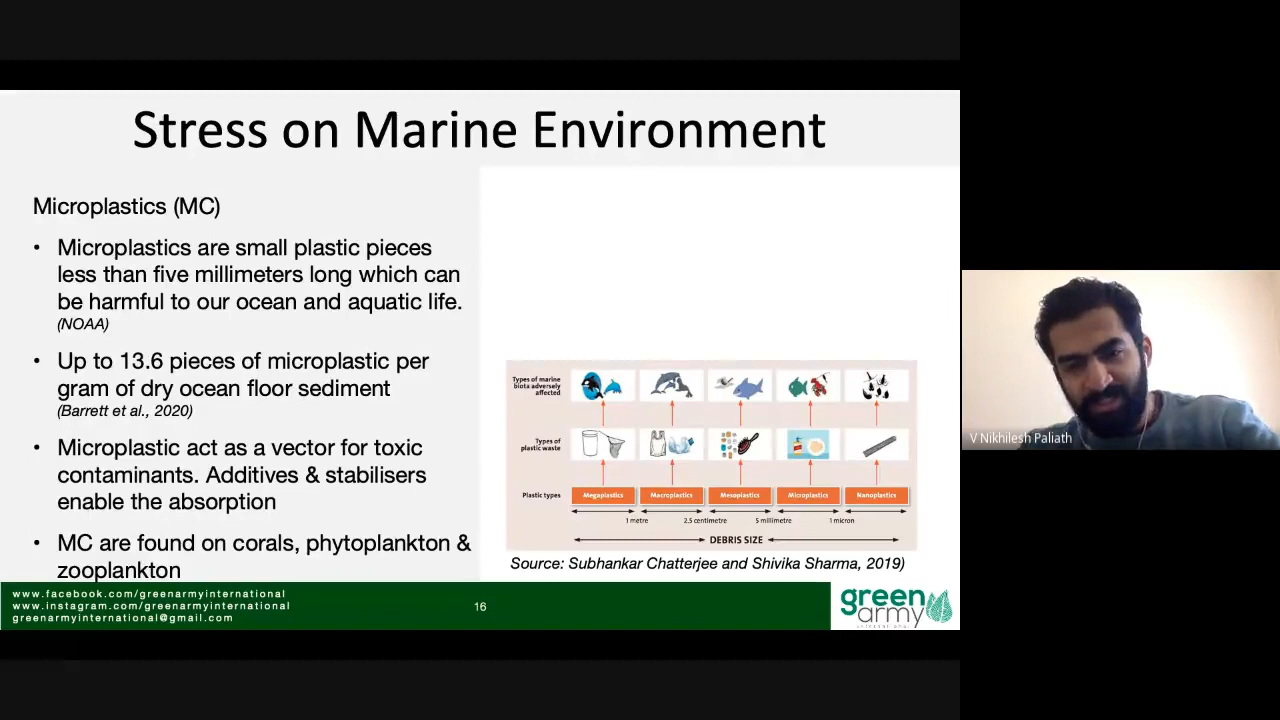 Stress on Marine Environment
Microplastics (MC)
• Microplastics are small plastic pieces
less than five millimeters long which can
be harmful to our ocean and aquatic life.
(NOAA)
• Up to 13.6 pieces of microplastic per
gram of dry ocean floor sediment
(Barrett et al., 2020)
• Microplastic act as a vector for toxic
contaminants. Additives & stabilisers
enable the absorption
• MC are found on corals, phytoplankton &
zooplankton
Types of marine
biota adversely
affected
Types of
plastic waste
Plastic types
Megaplastics
Macroplastics
Mesoplastics
Microplastics
Nanoplastics
1 metre
2.5 centimetre
5 millimetre
1 micron
DEBRIS SIZE
Source: Subhankar Chatterjee and Shivika Sharma, 2019)
www.facebook.com/greenarmyinternational
www.instagram.com/greenarmyinternational
greenarmyinternational@gmail.com
16
green
army
INTERNATIONAL
V Nikhilesh Paliath